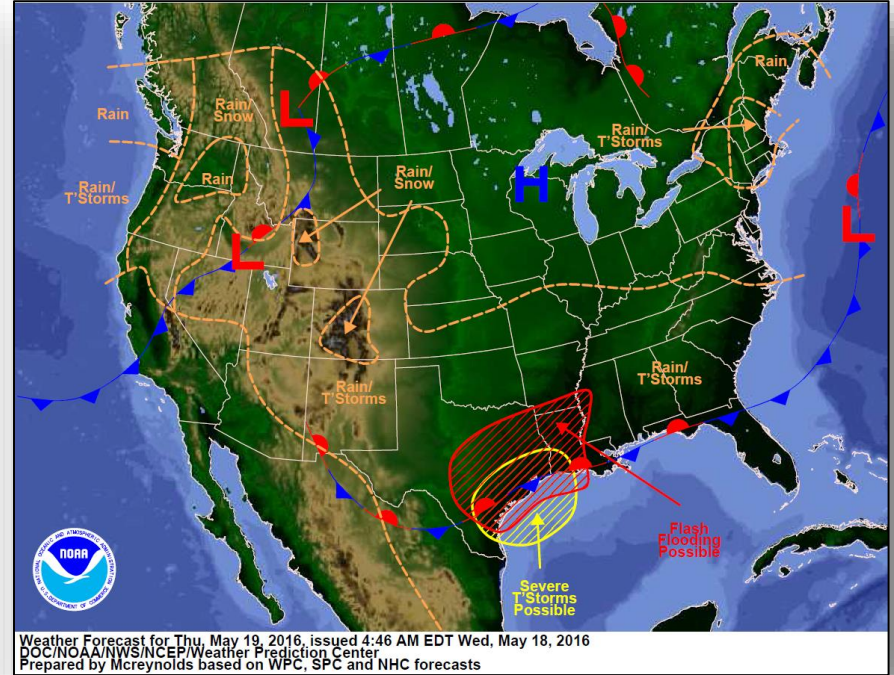 Rain
Rain
Rain/
Snow
L
Rain/
T'Storms
Rain/
T'Storms
Rain
Rain/
Snow
H
L
L
Rain/
T'Storms
Rain/
T'Storms
Flash
Flooding
Possible
Severe
T'Storms
Possible
NATIONAL OCEANIC AND ATMOSPHERIC ADMINISTRATION
NOAA
U.S. DEPARTMENT OF COMMERCE
Weather Forecast for Thu, May 19, 2016, issued 4:46 AM EDT Wed, May 18, 2016
DOC/NOAA/NWS/NCEP/Weather Prediction Center
Prepared by Mcreynolds based on WPC, SPC and NHC forecasts